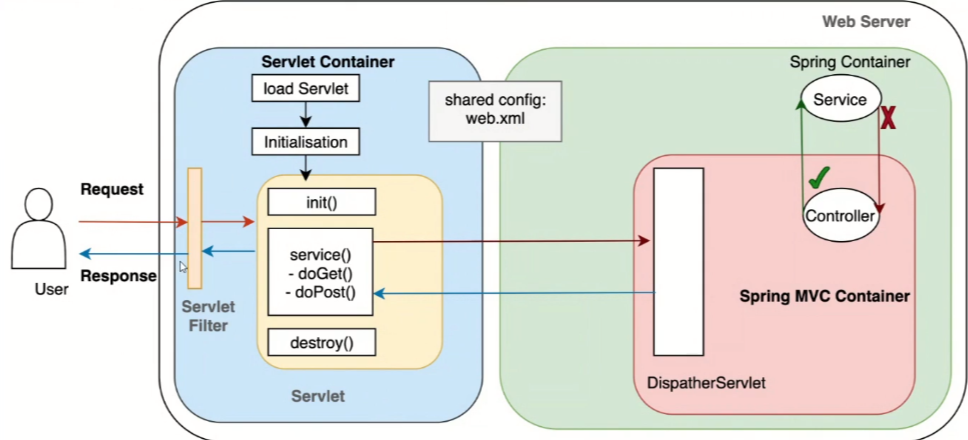 Web Server
Servlet Container
Spring Container
load Servlet
shared config:
web.xml
Service
X
Initialisation
Request
init()
Controller
service()
- doGet()
- doPost()
Response
User
Servlet
Filter
Spring MVC Container
destroy()
DispatherServlet
Servlet